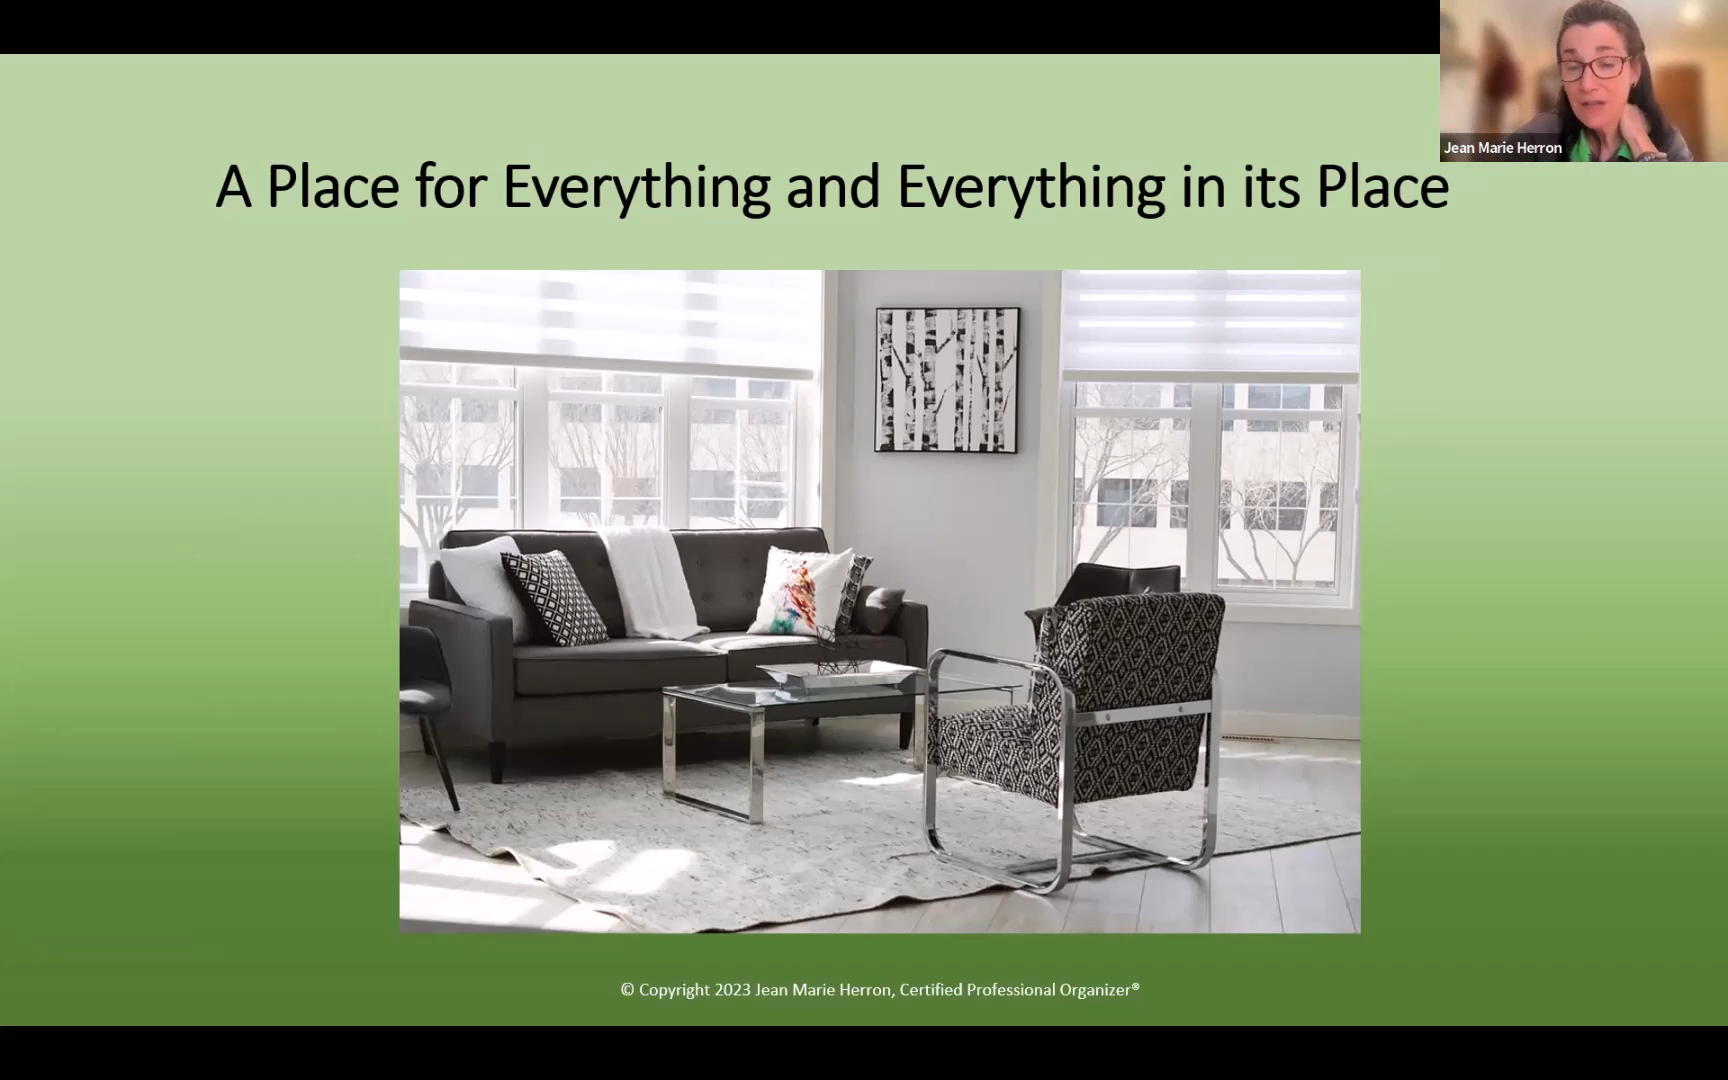 Jean Marie Herron
A Place for Everything and Everything in its Place
© Copyright 2023 Jean Marie Herron, Certified Professional Organizer®